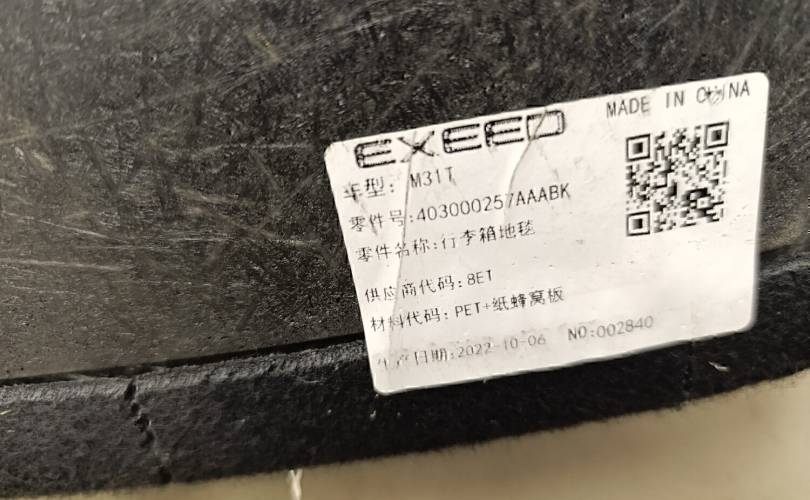 EXEED
MADE IN CHINA
车型: M31T
零件号:403000257AAABK
零件名称:行李箱地毯
供应商代码: 8ET
材料代码: PET+纸蜂窝板
生产日期:2022-10-06 NO:002840